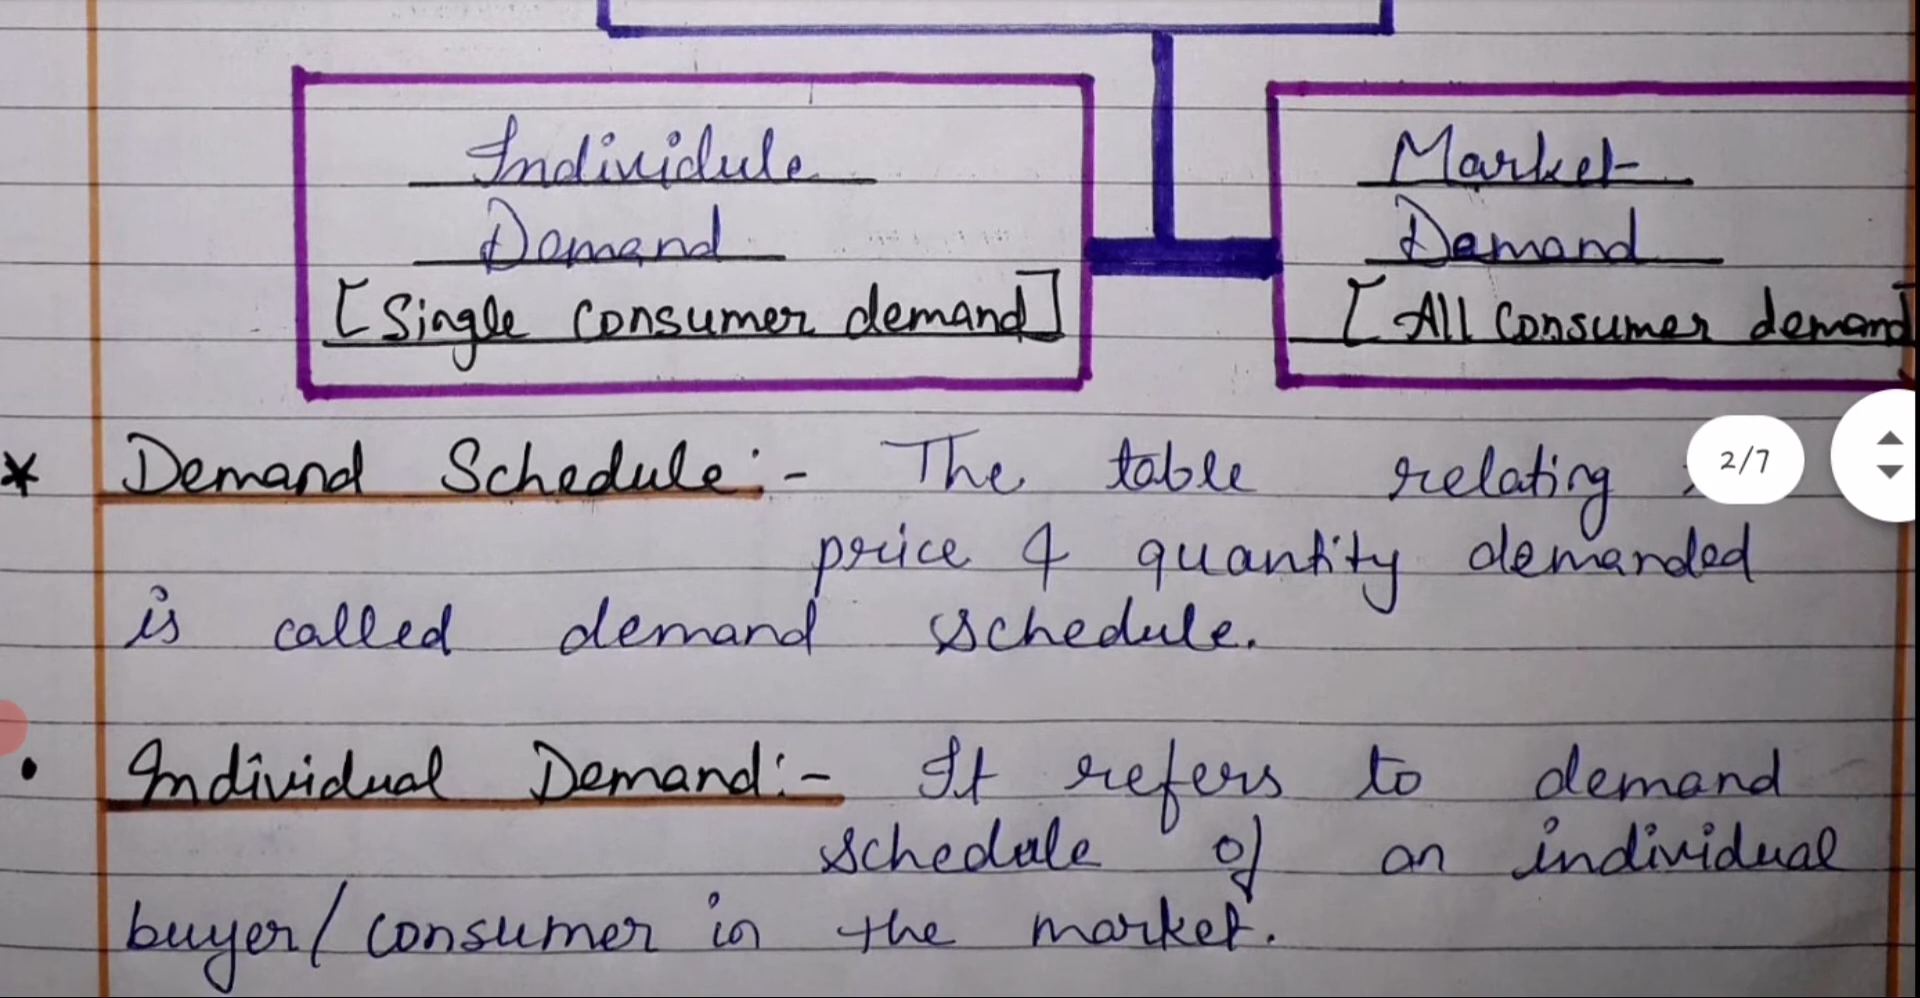 Individule
Demand
[Single consumer demand]
Market
Demand
[All Consumer demand]
* Demand Schedule :- The table relating
2/7
price & quantity demanded
is called demand schedule.
• Individual Demand :- It refers to demand
schedule of an individual
buyer/consumer in the market.